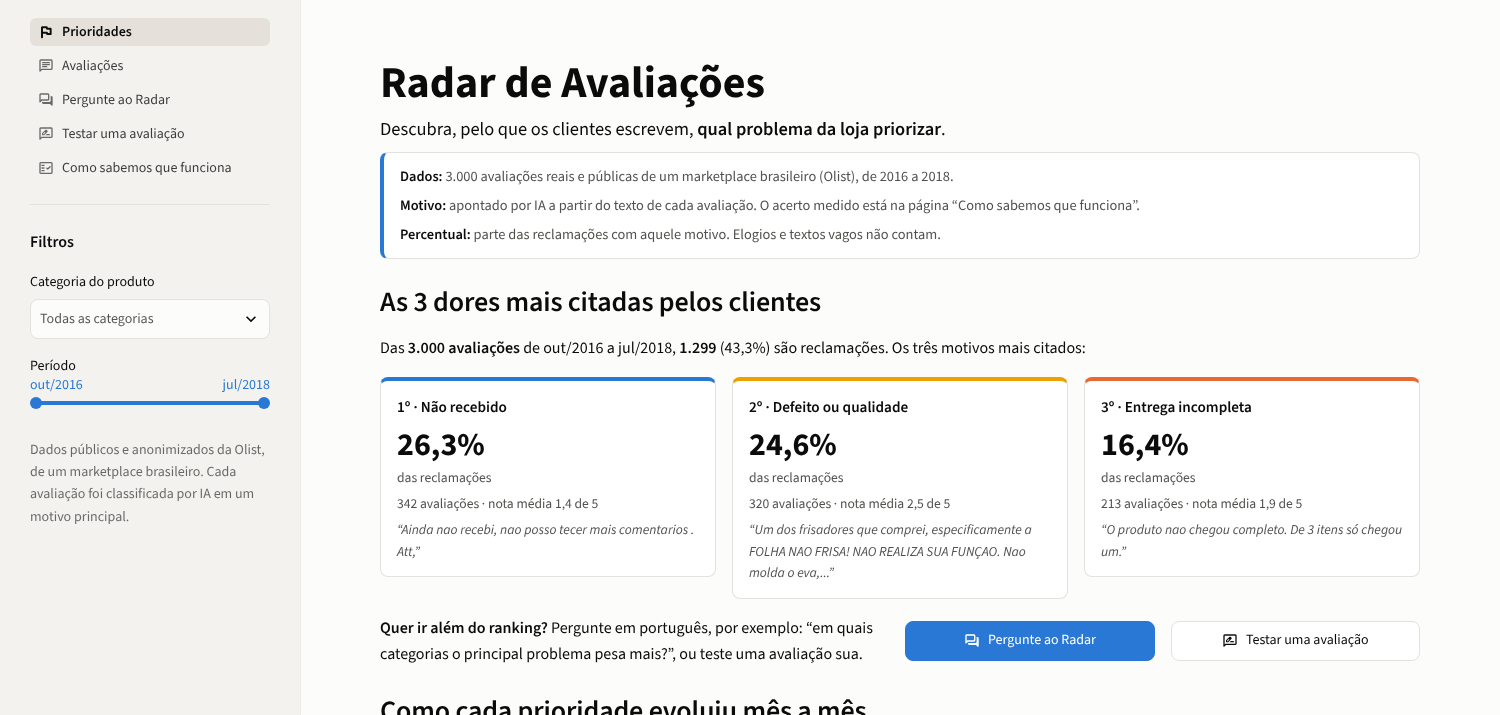 Prioridades
Avaliações
Pergunte ao Radar
Testar uma avaliação
Como sabemos que funciona
Filtros
Categoria do produto
Todas as categorias
Período
out/2016 jul/2018
Dados públicos e anonimizados da Olist,
de um marketplace brasileiro. Cada
avaliação foi classificada por IA em um
motivo principal.
Radar de Avaliações
Descubra, pelo que os clientes escrevem, qual problema da loja priorizar.
Dados: 3.000 avaliações reais e públicas de um marketplace brasileiro (Olist), de 2016 a 2018.
Motivo: apontado por IA a partir do texto de cada avaliação. O acerto medido está na página “Como sabemos que funciona”.
Percentual: parte das reclamações com aquele motivo. Elogios e textos vagos não contam.
As 3 dores mais citadas pelos clientes
Das 3.000 avaliações de out/2016 a jul/2018, 1.299 (43,3%) são reclamações. Os três motivos mais citados:
1º · Não recebido
26,3%
das reclamações
342 avaliações · nota média 1,4 de 5
“Ainda nao recebi, nao posso tecer mais comentarios .
Att,”
2º · Defeito ou qualidade
24,6%
das reclamações
320 avaliações · nota média 2,5 de 5
“Um dos frisadores que comprei, especificamente a
FOLHA NAO FRISA! NAO REALIZA SUA FUNÇAO. Nao
molda o eva,...”
3º · Entrega incompleta
16,4%
das reclamações
213 avaliações · nota média 1,9 de 5
“O produto nao chegou completo. De 3 itens só chegou
um.”
Quer ir além do ranking? Pergunte em português, por exemplo: “em quais
categorias o principal problema pesa mais?”, ou teste uma avaliação sua.
Pergunte ao Radar
Testar uma avaliação
Como cada prioridade evoluiu mês a mês